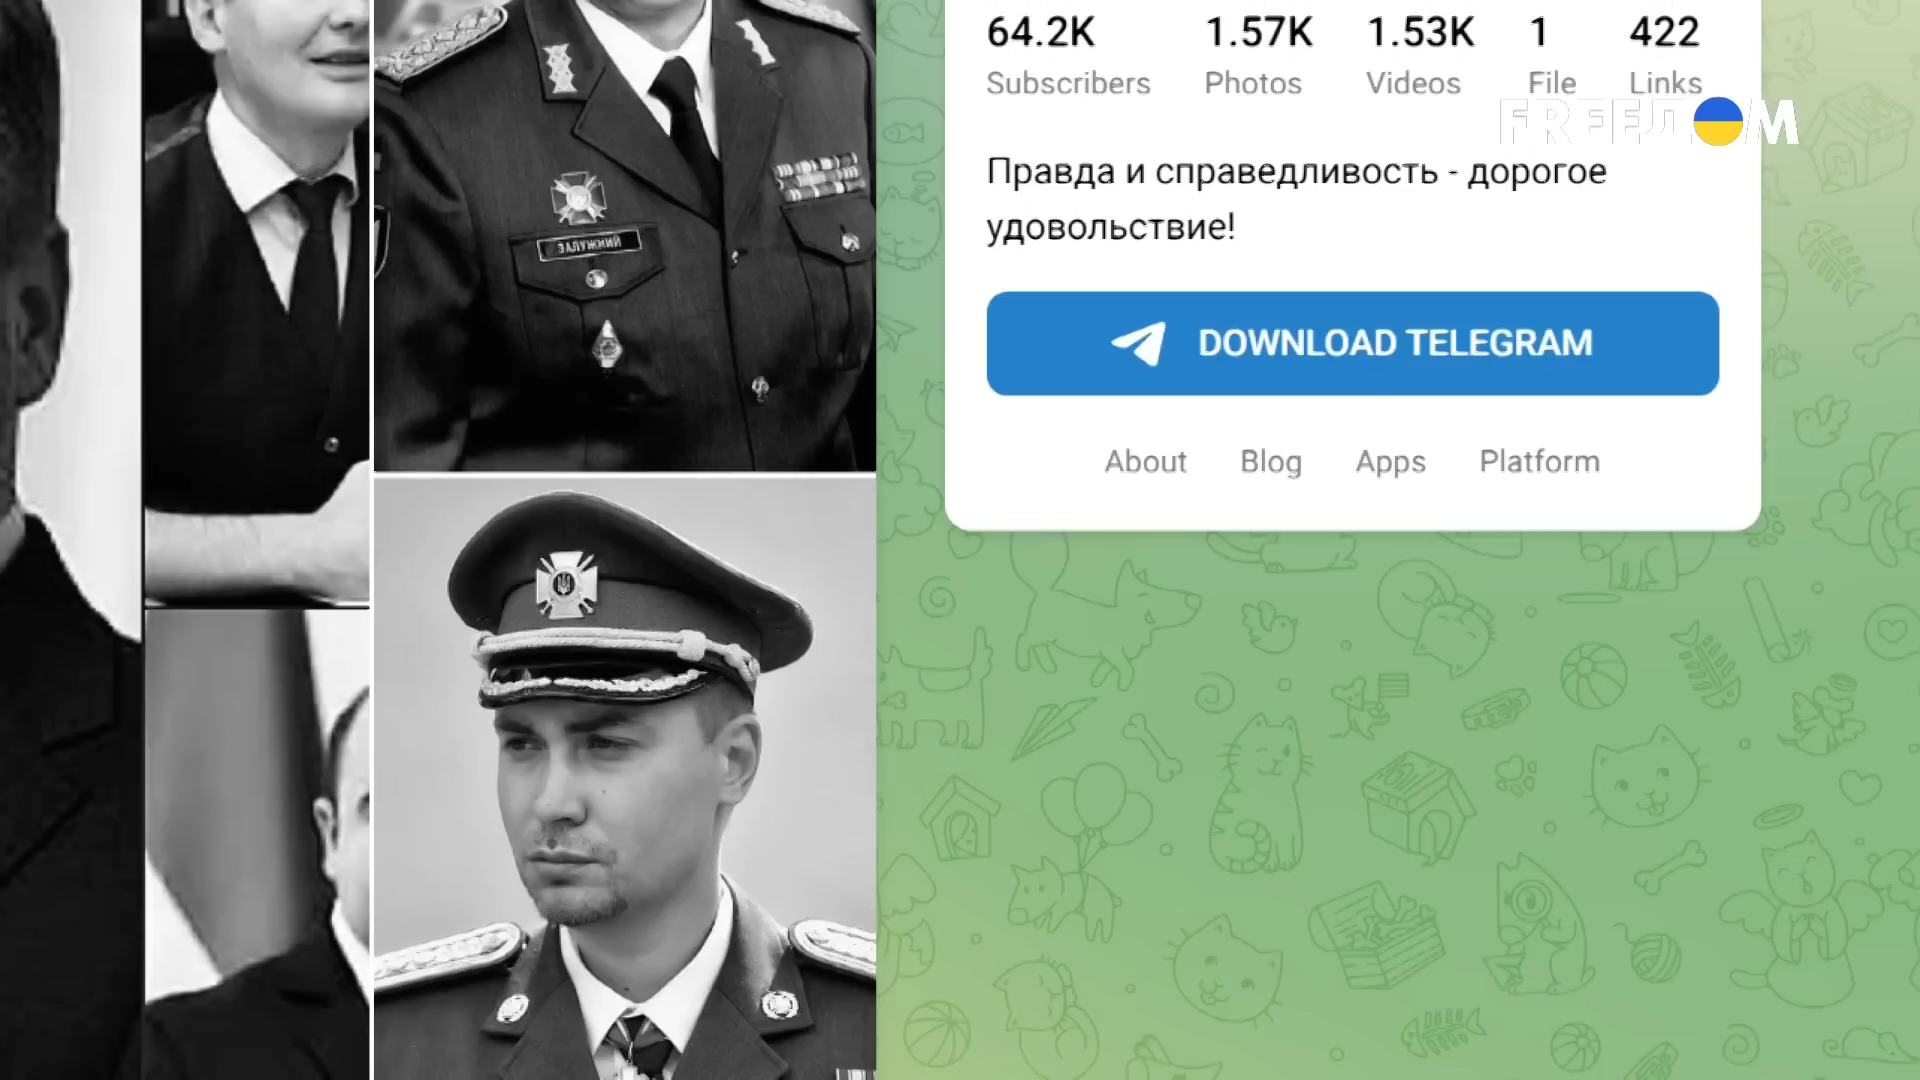 64.2K 1.57K 1.53K 1 422
Subscribers Photos Videos File Links
FREEДOM
Правда и справедливость - дорогое
удовольствие!
ЗАЛУЖНИЙ
DOWNLOAD TELEGRAM
About Blog Apps Platform